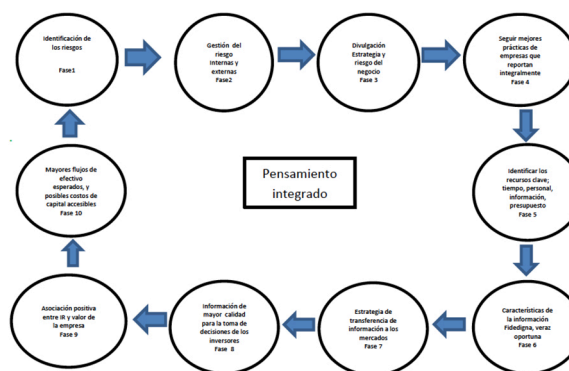 Identificación de
los riesgos
Fase1
Gestión del
riesgo
Internas y
externas
Fase2
Divulgación
Estrategia y
riesgo del
negocio
Fase 3
Seguir mejores
prácticas de
empresas que
reportan
integralmente
Fase 4
Identificar los
recursos clave;
tiempo, personal,
información,
presupuesto
Fase 5
Características de
la información
Fidedigna, veraz
oportuna
Fase 6
Estrategia de
transferencia de
información a los
mercados
Fase 7
Información de
mayor calidad
para la toma de
decisiones de los
inversores
Fase 8
Asociación positiva
entre IR y valor de
la empresa
Fase 9
Mayores flujos de
efectivo
esperados, y
posibles costos de
capital accesibles
Fase 10
Pensamiento
integrado